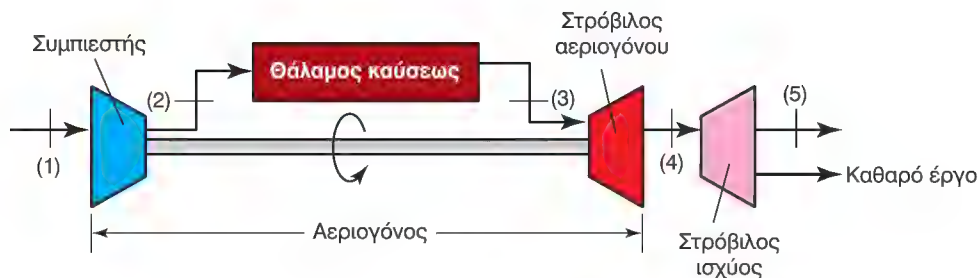 Συμπιεστής
Θάλαμος καύσεως
Στρόβιλος
αεριογόνου
(1)
(2)
(3)
(4)
(5)
Καθαρό έργο
Αεριογόνος
Στρόβιλος
ισχύος